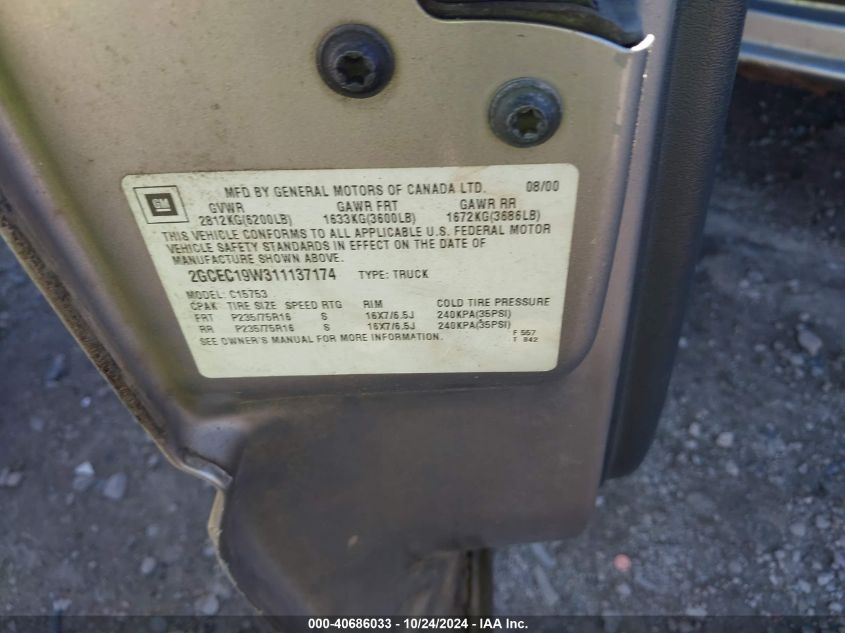 GM MFD BY GENERAL MOTORS OF CANADA LTD. 08/00
GVWR GAWR FRT GAWR RR
2812KG(6200LB) 1633KG(3600LB) 1672KG(3686LB)
THIS VEHICLE CONFORMS TO ALL APPLICABLE U.S. FEDERAL MOTOR
VEHICLE SAFETY STANDARDS IN EFFECT ON THE DATE OF
MANUFACTURE SHOWN ABOVE.
2GCEC19W311137174 TYPE: TRUCK
MODEL: C15753
CPAK TIRE SIZE SPEED RTG RIM COLD TIRE PRESSURE
FRT P235/75R16 S 16X7/6.5J 240KPA(35PSI)
RR P235/75R16 S 16X7/6.5J 240KPA(35PSI)
SEE OWNER'S MANUAL FOR MORE INFORMATION. F 557
T 842
000-40686033 - 10/24/2024 - IAA Inc.